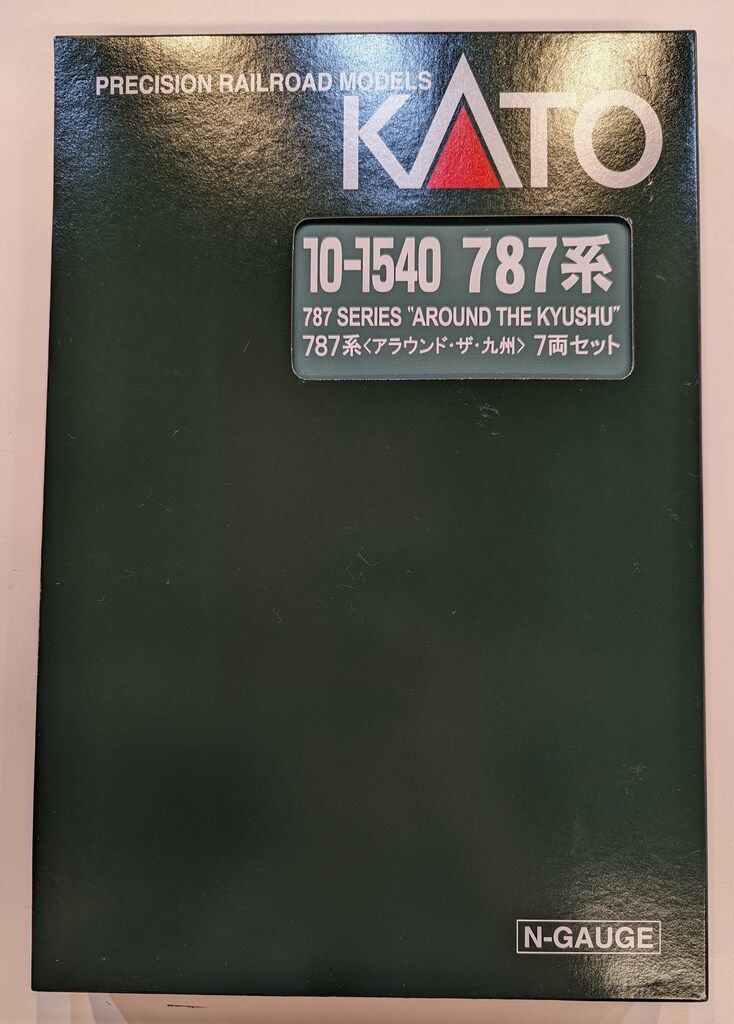 PRECISION RAILROAD MODELS
KATO
10-1540 787系
787 SERIES "AROUND THE KYUSHU"
787系<アラウンド・ザ・九州> 7両セット
N-GAUGE